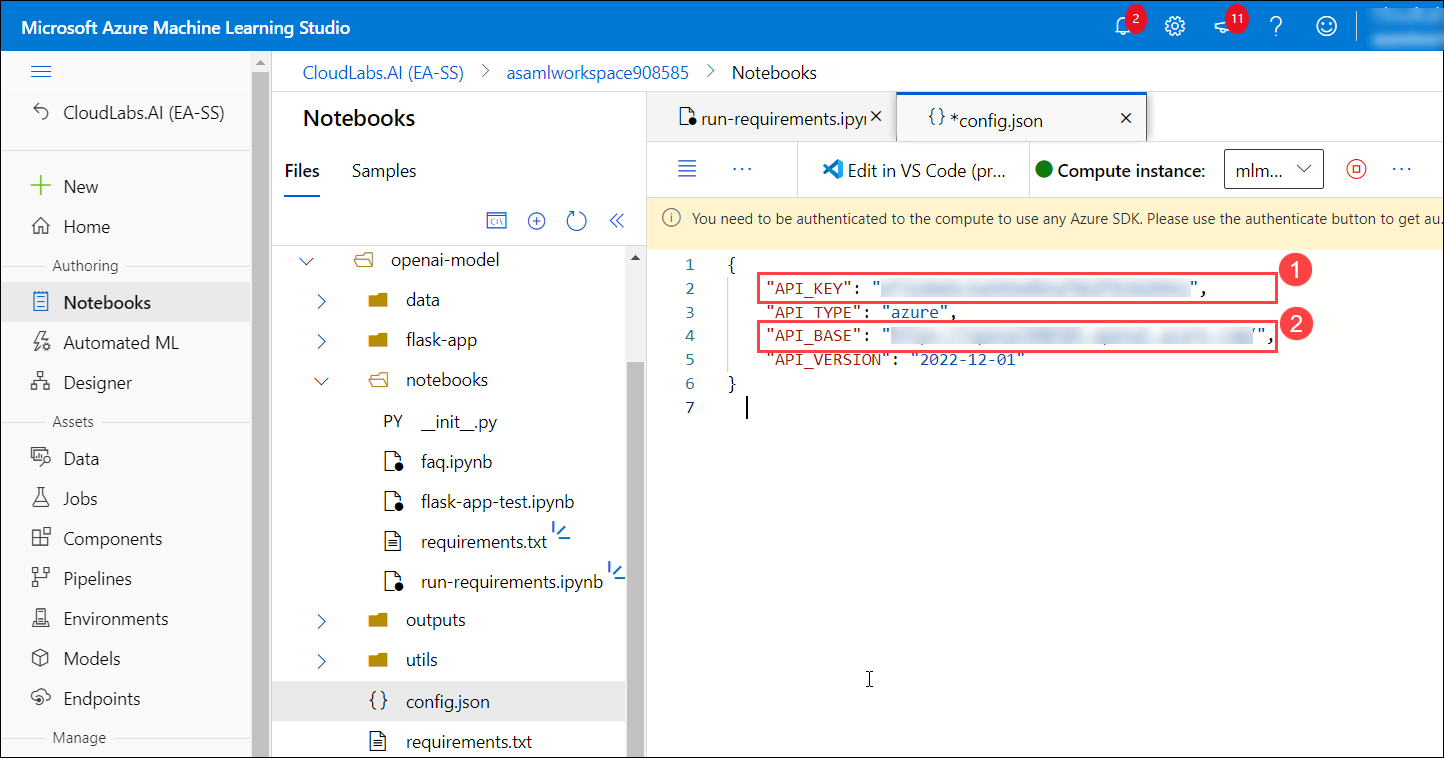 Microsoft Azure Machine Learning Studio
2
11
CloudLabs.AI (EA-SS)
New
Home
Authoring
Notebooks
Automated ML
Designer
Assets
Data
Jobs
Components
Pipelines
Environments
Models
Endpoints
Manage
CloudLabs.AI (EA-SS) > asamlworkspace908585 > Notebooks
Notebooks
Files Samples
openai-model
data
flask-app
notebooks
PY __init__.py
faq.ipynb
flask-app-test.ipynb
requirements.txt
run-requirements.ipynb
outputs
utils
{} config.json
requirements.txt
run-requirements.ipyn
{} *config.json
Edit in VS Code (pr...
Compute instance:
mlm...
You need to be authenticated to the compute to use any Azure SDK. Please use the authenticate button to get au.
1 {
2 "API_KEY": "",
1
3 "API_TYPE": "azure",
4 "API_BASE": "/",
2
5 "API_VERSION": "2022-12-01"
6 }
7